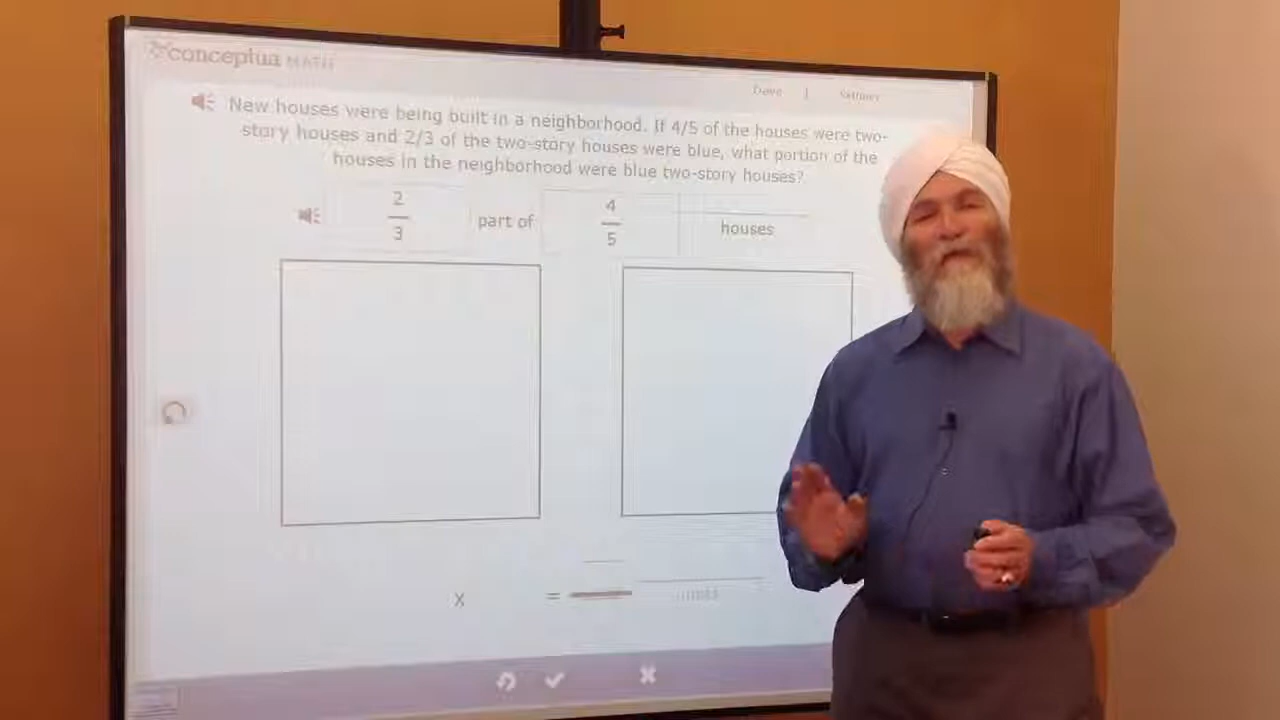 conceptua MATH
Dave |
New houses were being built in a neighborhood. If 4/5 of the houses were two-
story houses and 2/3 of the two-story houses were blue, what portion of the
houses in the neighborhood were blue two-story houses?
2
3
part of
4
5
houses
x =